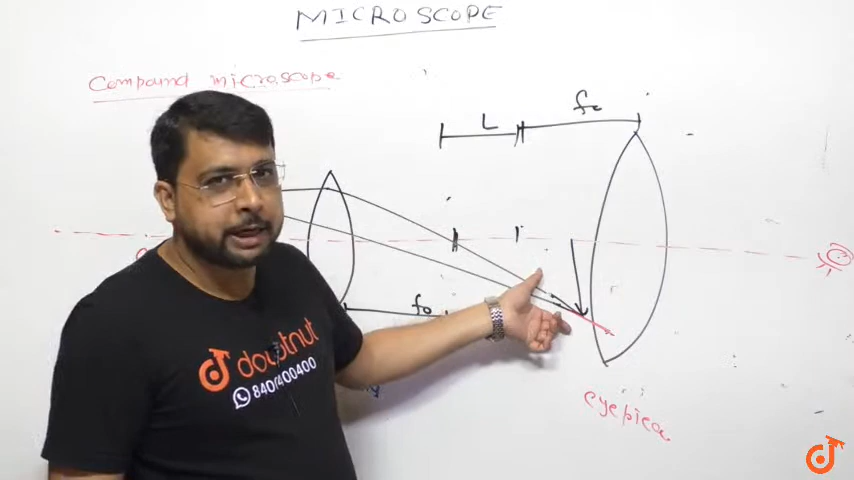 MICROSCOPE
Compound microscope
L
fe
fo
doubtnut
8400400400
eyepiece